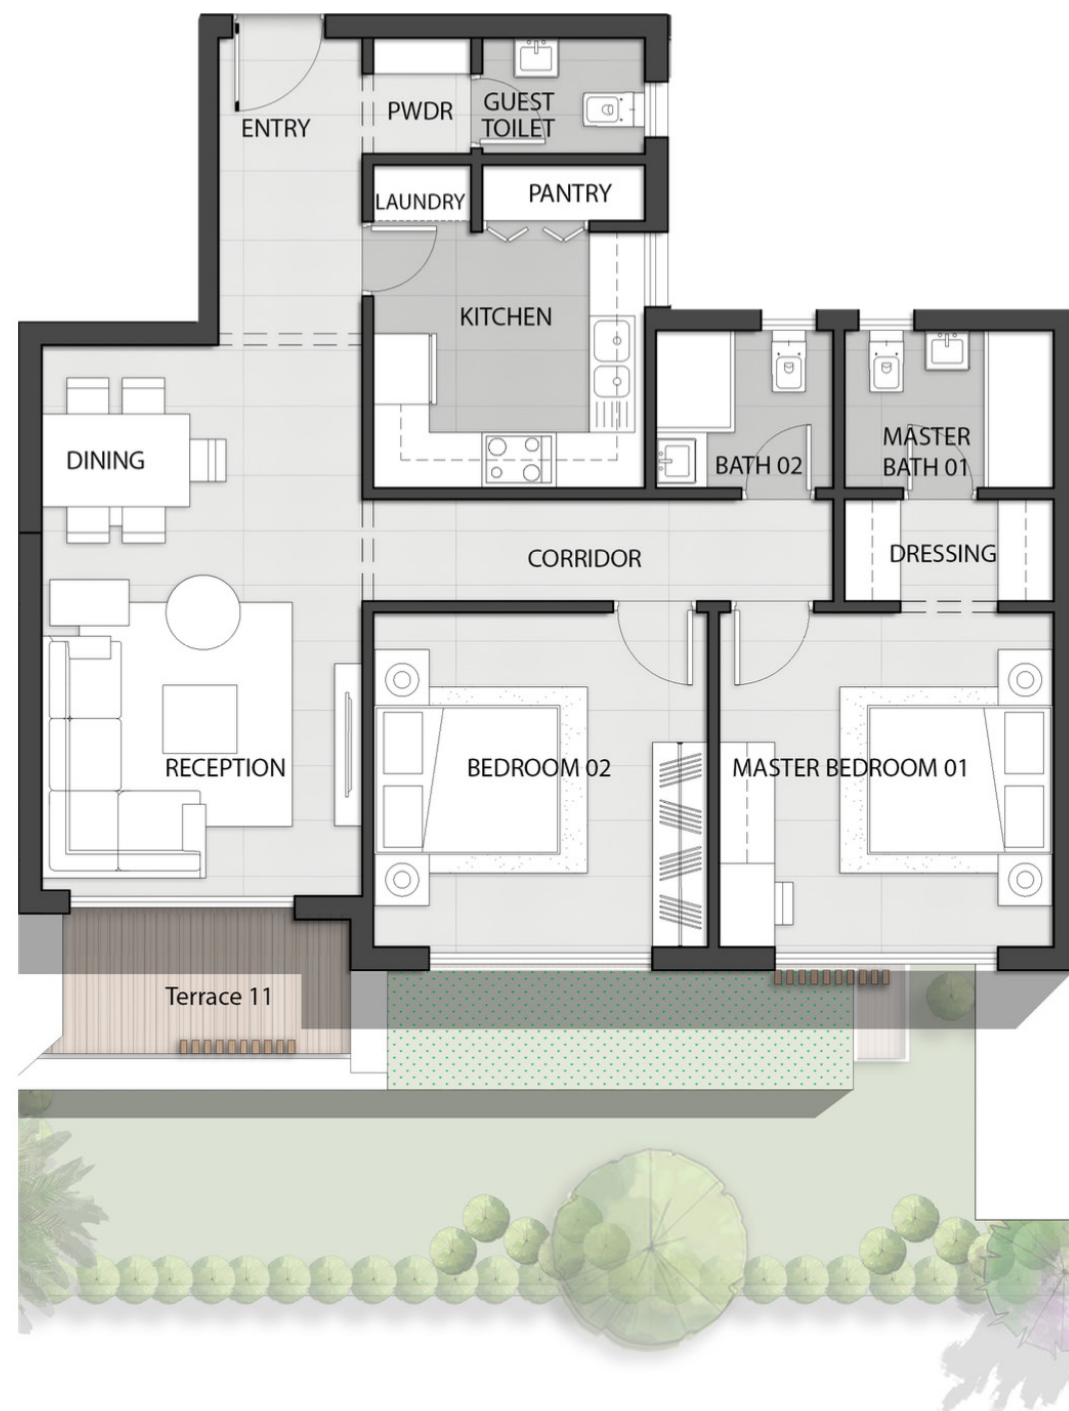 ENTRY
PWDR
GUEST
TOILET
LAUNDRY
PANTRY
KITCHEN
DINING
BATH 02
MASTER
BATH 01
CORRIDOR
DRESSING
RECEPTION
BEDROOM 02
MASTER BEDROOM 01
Terrace 11